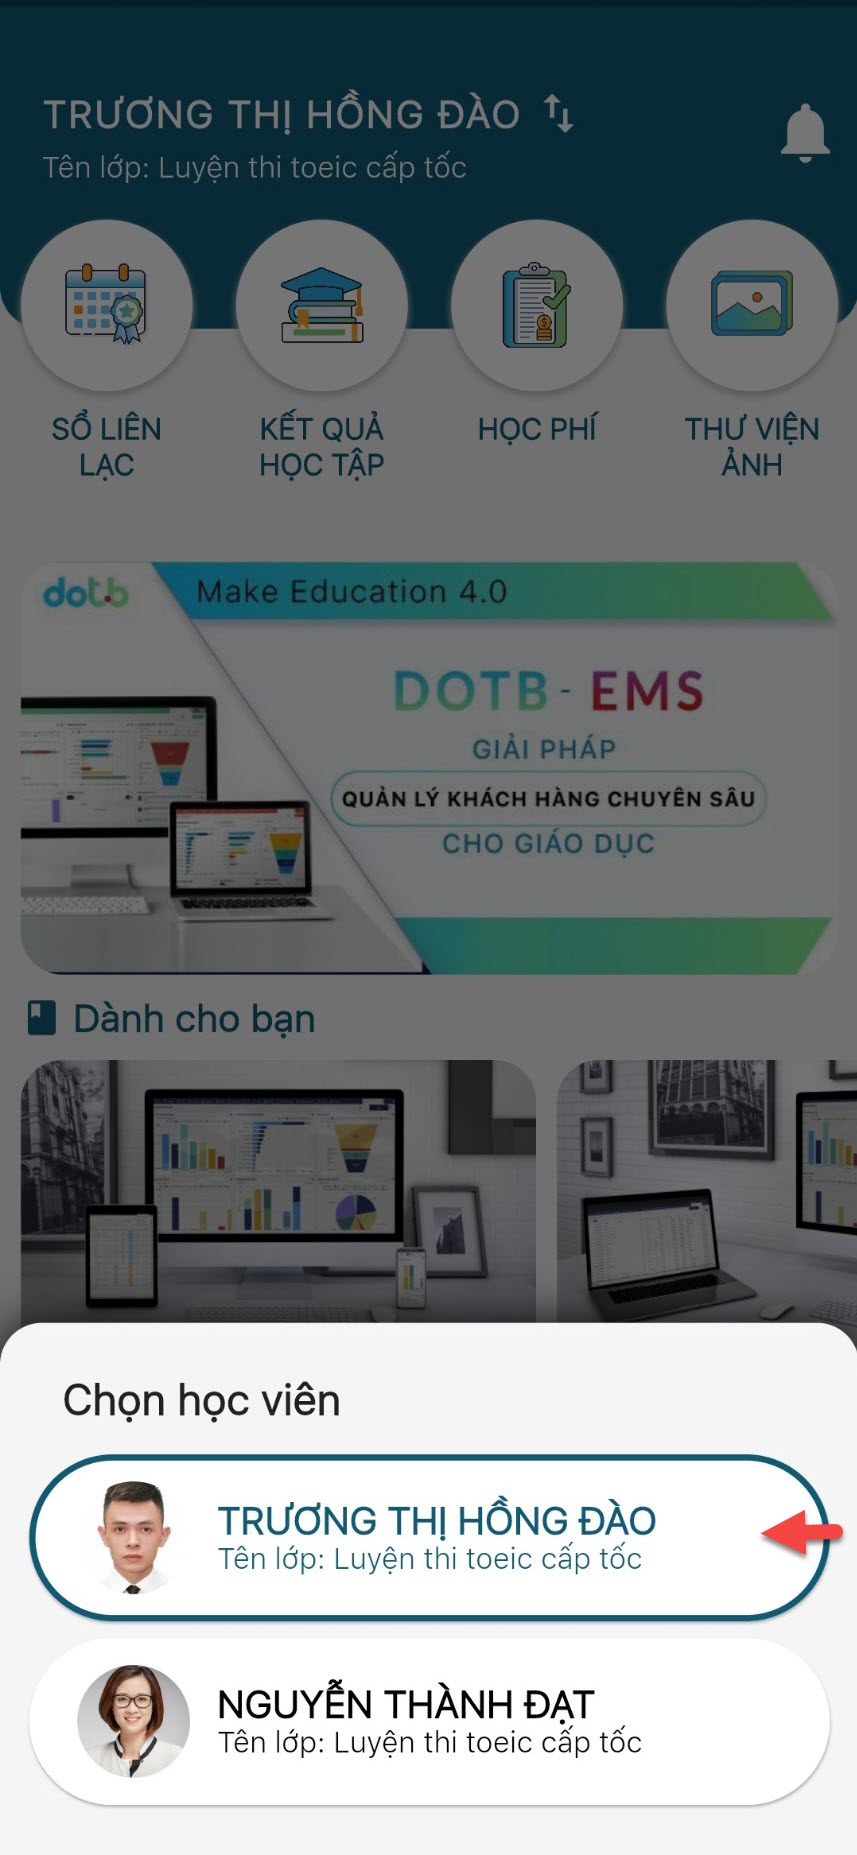 TRƯƠNG THỊ HỒNG ĐÀO
Tên lớp: Luyện thi toeic cấp tốc
SỔ LIÊN
LẠC
KẾT QUẢ
HỌC TẬP
HỌC PHÍ
THƯ VIỆN
ẢNH
dotb
Make Education 4.0
DOTB - EMS
GIẢI PHÁP
QUẢN LÝ KHÁCH HÀNG CHUYÊN SÂU
CHO GIÁO DỤC
Dành cho bạn
Chọn học viên
TRƯƠNG THỊ HỒNG ĐÀO
Tên lớp: Luyện thi toeic cấp tốc
NGUYỄN THÀNH ĐẠT
Tên lớp: Luyện thi toeic cấp tốc